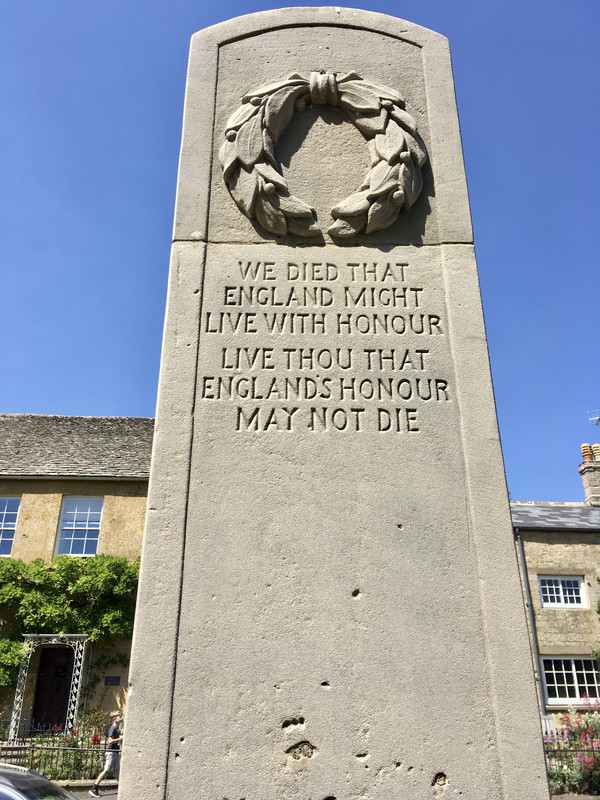 WE DIED THAT
ENGLAND MIGHT
LIVE WITH HONOUR
LIVE THOU THAT
ENGLAND'S HONOUR
MAY NOT DIE